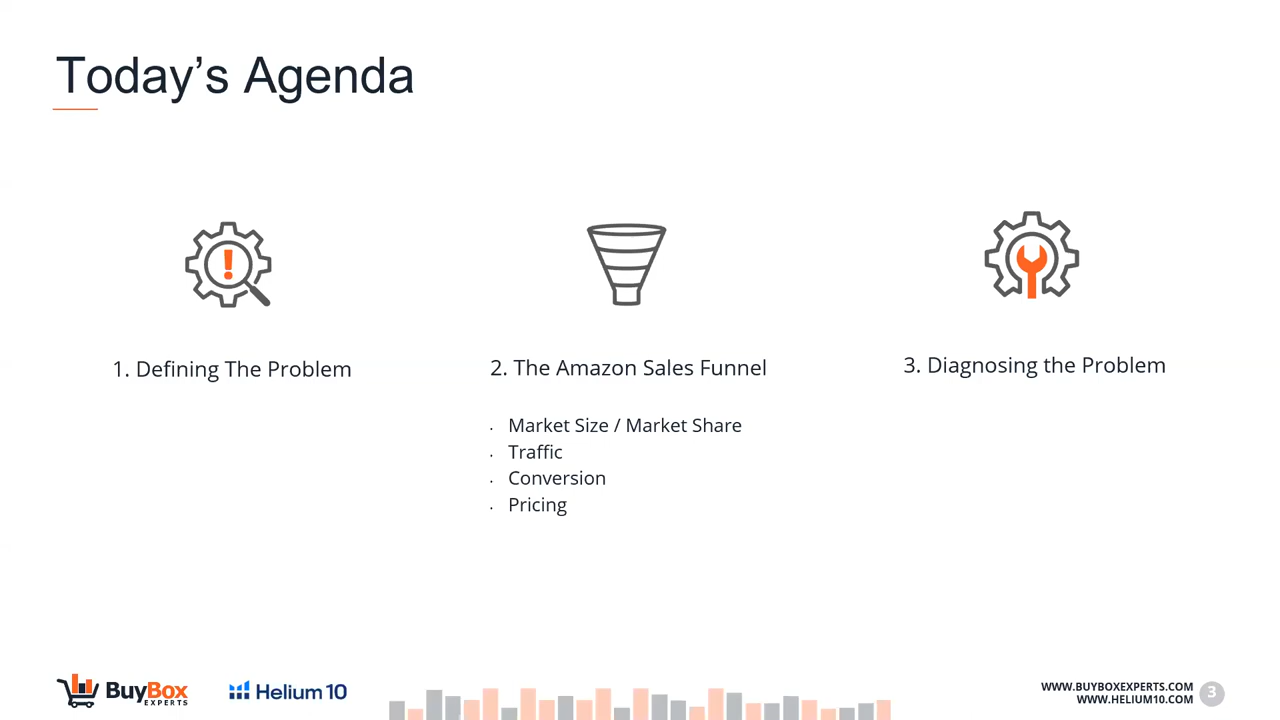 Today’s Agenda
1. Defining The Problem
2. The Amazon Sales Funnel
· Market Size / Market Share
· Traffic
· Conversion
· Pricing
3. Diagnosing the Problem
BuyBox
EXPERTS
Helium 10
WWW.BUYBOXEXPERTS.COM
WWW.HELIUM10.COM
3